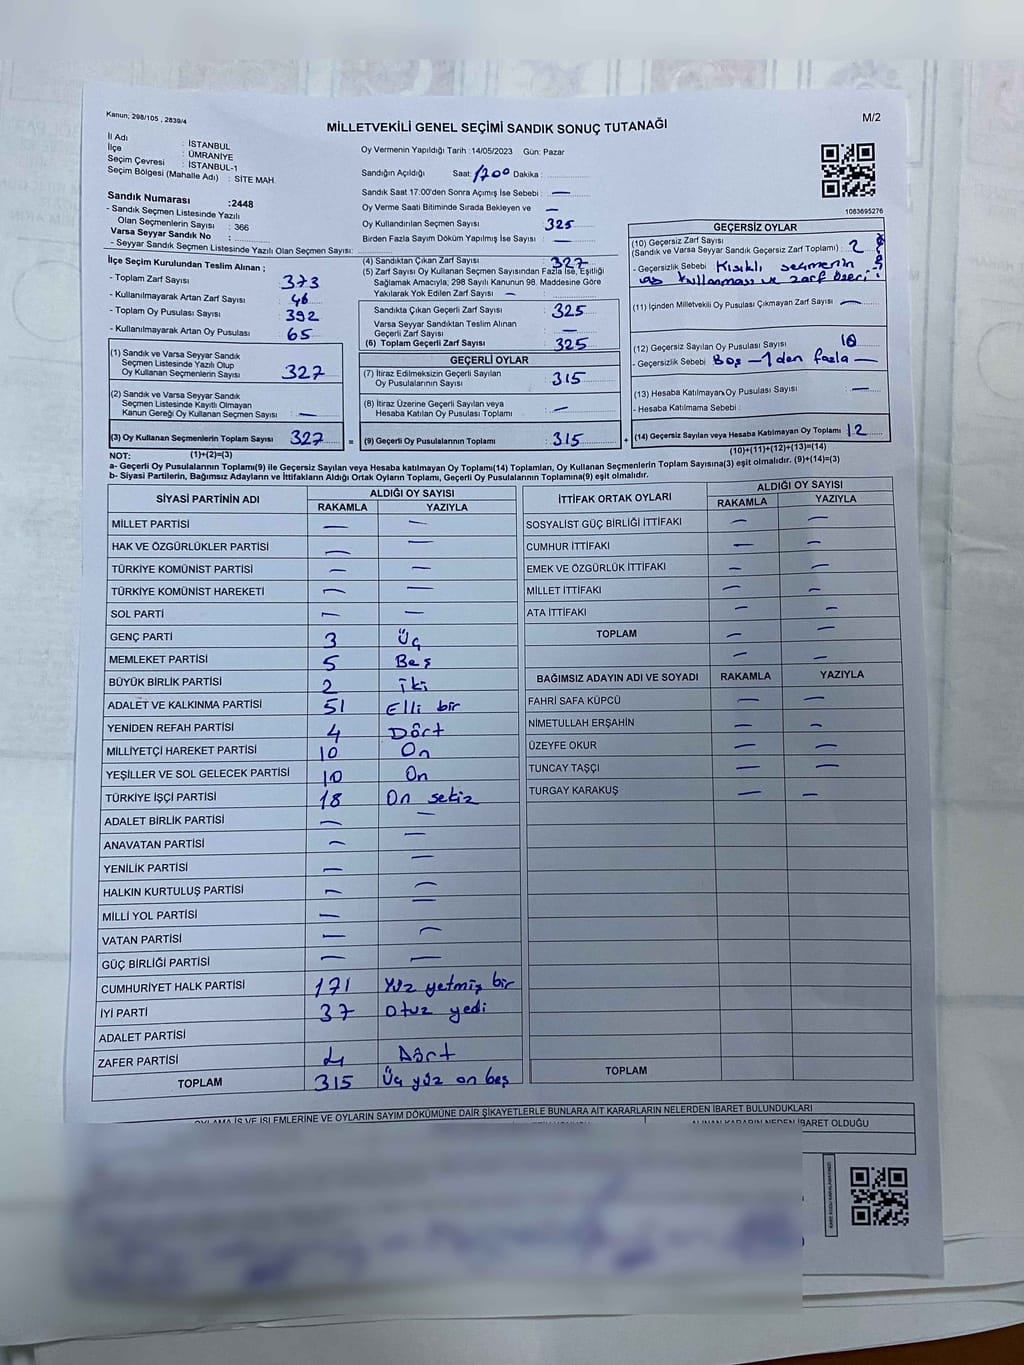 Kanun; 298/105 , 2839/4
MİLLETVEKİLİ GENEL SEÇİMİ SANDIK SONUÇ TUTANAĞI
M/2
İl Adı : İSTANBUL
İlçe : ÜMRANİYE
Seçim Çevresi : İSTANBUL-1
Seçim Bölgesi (Mahalle Adı) : SİTE MAH.
Sandık Numarası :2448
- Sandık Seçmen Listesinde Yazılı
Olan Seçmenlerin Sayısı : 366
Varsa Seyyar Sandık No :
- Seyyar Sandık Seçmen Listesinde Yazılı Olan Seçmen Sayısı:
Oy Vermenin Yapıldığı Tarih :14/05/2023 Gün: Pazar
Sandığın Açıldığı Saat: 1700 Dakika :
Sandık Saat 17:00'den Sonra Açımış İse Sebebi : —
Oy Verme Saati Bitiminde Sırada Bekleyen ve —
Oy Kullandırılan Seçmen Sayısı 325
Birden Fazla Sayım Döküm Yapılmış İse Sayısı : —
1083695276
İlçe Seçim Kurulundan Teslim Alınan ;
- Toplam Zarf Sayısı : 373
- Kullanılmayarak Artan Zarf Sayısı : 46
- Toplam Oy Pusulası Sayısı : 392
- Kullanılmayarak Artan Oy Pusulası : 65
(1) Sandık ve Varsa Seyyar Sandık
Seçmen Listesinde Yazılı Olup
Oy Kullanan Seçmenlerin Sayısı : 327
(2) Sandık ve Varsa Seyyar Sandık
Seçmen Listesinde Kayıtlı Olmayan
Kanun Gereği Oy Kullanan Seçmen Sayısı : —
(3) Oy Kullanan Seçmenlerin Toplam Sayısı 327 =
(4) Sandıktan Çıkan Zarf Sayısı : 327
(5) Zarf Sayısı Oy Kullanan Seçmen Sayısından Fazla İse, Eşitliği
Sağlamak Amacıyla; 298 Sayılı Kanunun 98. Maddesine Göre
Yakılarak Yok Edilen Zarf Sayısı —
Sandıkta Çıkan Geçerli Zarf Sayısı : 325
Varsa Seyyar Sandıktan Teslim Alınan
Geçerli Zarf Sayısı : —
(6) Toplam Geçerli Zarf Sayısı : 325
GEÇERLİ OYLAR
(7) İtiraz Edilmeksizin Geçerli Sayılan
Oy Pusulalarının Sayısı : 315
(8) İtiraz Üzerine Geçerli Sayılan veya
Hesaba Katılan Oy Pusulası Toplamı : —
(9) Geçerli Oy Pusulalarının Toplamı : 315 +
GEÇERSİZ OYLAR
(10) Geçersiz Zarf Sayısı
(Sandık ve Varsa Seyyar Sandık Geçersiz Zarf Toplamı) : 2
- Geçersizlik Sebebi : Kısıklı seçmenin
kullanması ve zarf
(11) İçinden Milletvekili Oy Pusulası Çıkmayan Zarf Sayısı : —
(12) Geçersiz Sayılan Oy Pusulası Sayısı : 10
- Geçersizlik Sebebi : Boş —1 den fazla —
(13) Hesaba Katılmayan Oy Pusulası Sayısı : —
- Hesaba Katılmama Sebebi :
(14) Geçersiz Sayılan veya Hesaba Katılmayan Oy Toplamı 12
NOT: (1)+(2)=(3) (10)+(11)+(12)+(13)=(14)
a- Geçerli Oy Pusulalarının Toplamı(9) ile Geçersiz Sayılan veya Hesaba katılmayan Oy Toplamı(14) Toplamları, Oy Kullanan Seçmenlerin Toplam Sayısına(3) eşit olmalıdır. (9)+(14)=(3)
b- Siyasi Partilerin, Bağımsız Adayların ve İttifakların Aldığı Ortak Oyların Toplamı, Geçerli Oy Pusulalarının Toplamına(9) eşit olmalıdır.
SİYASİ PARTİNİN ADI ALDIĞI OY SAYISI
RAKAMLA YAZIYLA
MİLLET PARTİSİ — —
HAK VE ÖZGÜRLÜKLER PARTİSİ — —
TÜRKİYE KOMÜNİST PARTİSİ — —
TÜRKİYE KOMÜNİST HAREKETİ — —
SOL PARTİ — —
GENÇ PARTİ 3 Üç
MEMLEKET PARTİSİ 5 Beş
BÜYÜK BİRLİK PARTİSİ 2 iki
ADALET VE KALKINMA PARTİSİ 51 Elli bir
YENİDEN REFAH PARTİSİ 4 Dört
MİLLİYETÇİ HAREKET PARTİSİ 10 On
YEŞİLLER VE SOL GELECEK PARTİSİ 10 On
TÜRKİYE İŞÇİ PARTİSİ 18 On sekiz
ADALET BİRLİK PARTİSİ — —
ANAVATAN PARTİSİ — —
YENİLİK PARTİSİ — —
HALKIN KURTULUŞ PARTİSİ — —
MİLLİ YOL PARTİSİ — —
VATAN PARTİSİ — —
GÜÇ BİRLİĞİ PARTİSİ — —
CUMHURİYET HALK PARTİSİ 171 Yüz yetmiş bir
İYİ PARTİ 37 Otuz yedi
ADALET PARTİSİ
ZAFER PARTİSİ 4 Dört
TOPLAM 315 Üç yüz on beş
İTTİFAK ORTAK OYLARI ALDIĞI OY SAYISI
RAKAMLA YAZIYLA
SOSYALİST GÜÇ BİRLİĞİ İTTİFAKI — —
CUMHUR İTTİFAKI — —
EMEK VE ÖZGÜRLÜK İTTİFAKI — —
MİLLET İTTİFAKI — —
ATA İTTİFAKI — —
TOPLAM — —
— —
BAĞIMSIZ ADAYIN ADI VE SOYADI RAKAMLA YAZIYLA
FAHRİ SAFA KÜPCÜ — —
NİMETULLAH ERŞAHİN — —
ÜZEYFE OKUR — —
TUNCAY TAŞÇI — —
TURGAY KARAKUŞ — —
TOPLAM
OYLAMA İŞ VE İŞLEMLERİNE VE OYLARIN SAYIM DÖKÜMÜNE DAİR ŞİKAYETLERLE BUNLARA AİT KARARLARIN NELERDEN İBARET BULUNDUKLARI
ALINAN KARARIN NEDEN İBARET OLDUĞU